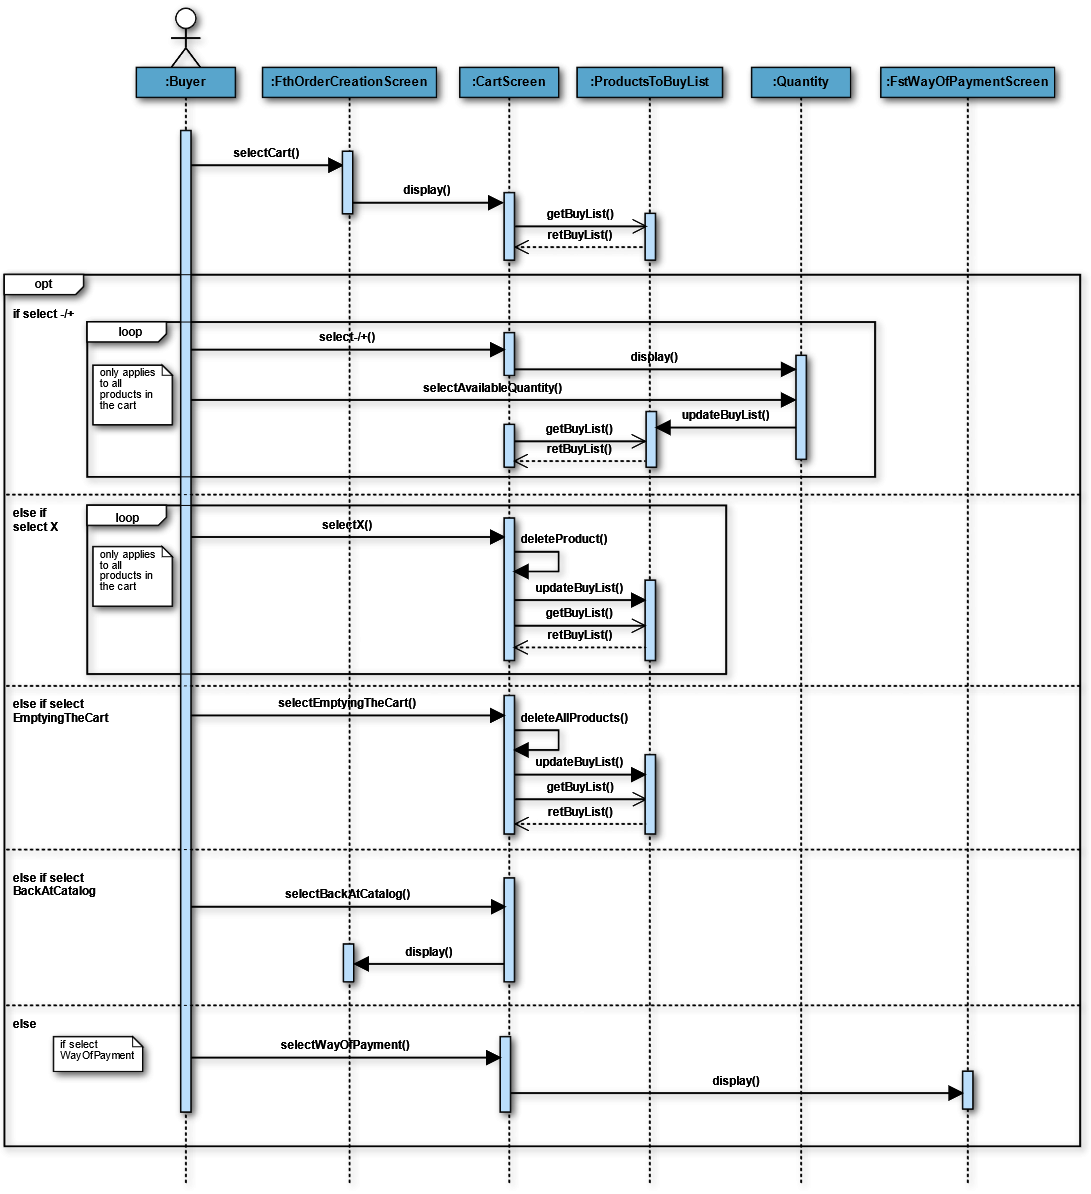 :Buyer
:FthOrderCreationScreen
:CartScreen
:ProductsToBuyList
:Quantity
:FstWayOfPaymentScreen
selectCart()
display()
getBuyList()
retBuyList()
opt
if select -/+
loop
select-/+()
display()
only applies
to all
products in
the cart
selectAvailableQuantity()
updateBuyList()
getBuyList()
retBuyList()
else if
select X
loop
selectX()
deleteProduct()
only applies
to all
products in
the cart
updateBuyList()
getBuyList()
retBuyList()
else if select
EmptyingTheCart
selectEmptyingTheCart()
deleteAllProducts()
updateBuyList()
getBuyList()
retBuyList()
else if select
BackAtCatalog
selectBackAtCatalog()
display()
else
if select
WayOfPayment
selectWayOfPayment()
display()